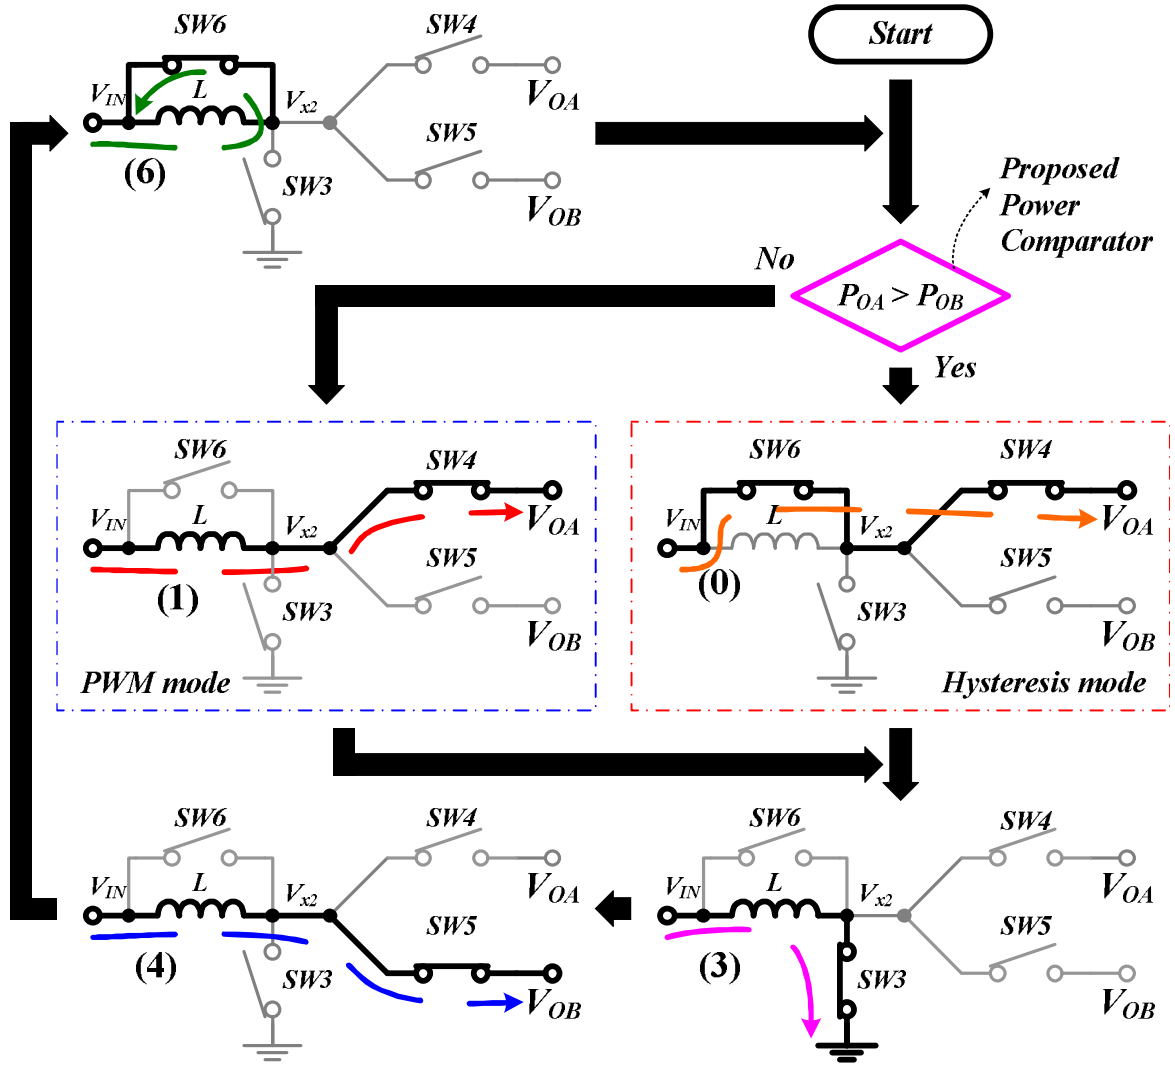 Start
SW6
V_IN
L
V_x2
SW4
V_OA
SW5
V_OB
SW3
(6)
Proposed
Power
Comparator
No
P_OA > P_OB
Yes
SW6
V_IN
L
V_x2
SW4
V_OA
SW5
V_OB
SW3
(1)
PWM mode
SW6
V_IN
L
V_x2
SW4
V_OA
SW5
V_OB
SW3
(0)
Hysteresis mode
SW6
V_IN
L
V_x2
SW4
V_OA
SW5
V_OB
SW3
(4)
SW6
V_IN
L
V_x2
SW4
V_OA
SW5
V_OB
SW3
(3)